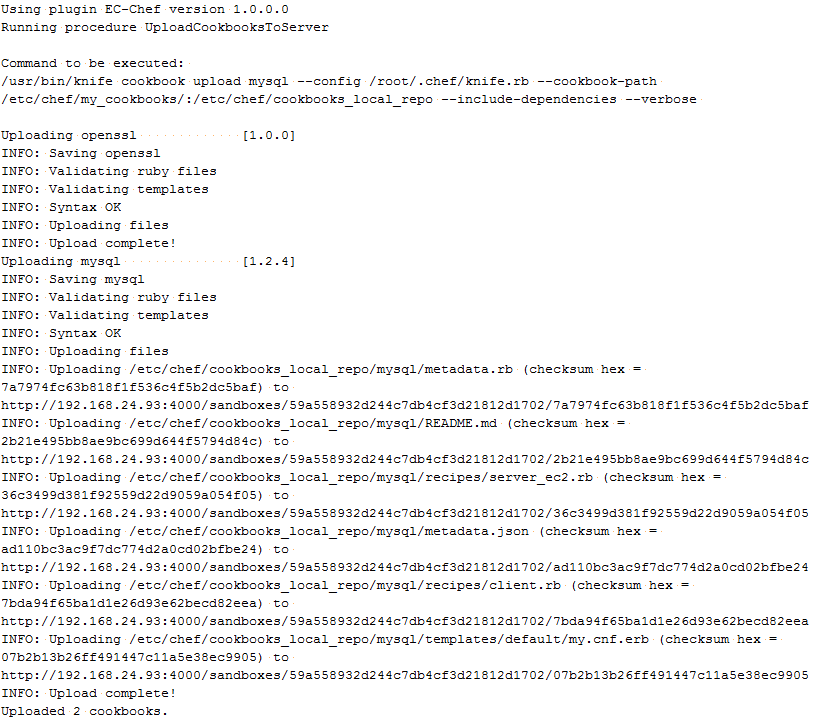 Using plugin EC-Chef version 1.0.0.0
Running procedure UploadCookbooksToServer
Command to be executed:
/usr/bin/knife cookbook upload mysql --config /root/.chef/knife.rb --cookbook-path
/etc/chef/my_cookbooks/:/etc/chef/cookbooks_local_repo --include-dependencies --verbose
Uploading openssl [1.0.0]
INFO: Saving openssl
INFO: Validating ruby files
INFO: Validating templates
INFO: Syntax OK
INFO: Uploading files
INFO: Upload complete!
Uploading mysql [1.2.4]
INFO: Saving mysql
INFO: Validating ruby files
INFO: Validating templates
INFO: Syntax OK
INFO: Uploading files
INFO: Uploading /etc/chef/cookbooks_local_repo/mysql/metadata.rb (checksum hex =
7a7974fc63b818f1f536c4f5b2dc5baf) to
http://192.168.24.93:4000/sandboxes/59a558932d244c7db4cf3d21812d1702/7a7974fc63b818f1f536c4f5b2dc5baf
INFO: Uploading /etc/chef/cookbooks_local_repo/mysql/README.md (checksum hex =
2b21e495bb8ae9bc699d644f5794d84c) to
http://192.168.24.93:4000/sandboxes/59a558932d244c7db4cf3d21812d1702/2b21e495bb8ae9bc699d644f5794d84c
INFO: Uploading /etc/chef/cookbooks_local_repo/mysql/recipes/server_ec2.rb (checksum hex =
36c3499d381f92559d22d9059a054f05) to
http://192.168.24.93:4000/sandboxes/59a558932d244c7db4cf3d21812d1702/36c3499d381f92559d22d9059a054f05
INFO: Uploading /etc/chef/cookbooks_local_repo/mysql/metadata.json (checksum hex =
ad110bc3ac9f7dc774d2a0cd02bfbe24) to
http://192.168.24.93:4000/sandboxes/59a558932d244c7db4cf3d21812d1702/ad110bc3ac9f7dc774d2a0cd02bfbe24
INFO: Uploading /etc/chef/cookbooks_local_repo/mysql/recipes/client.rb (checksum hex =
7bda94f65ba1d1e26d93e62becd82eea) to
http://192.168.24.93:4000/sandboxes/59a558932d244c7db4cf3d21812d1702/7bda94f65ba1d1e26d93e62becd82eea
INFO: Uploading /etc/chef/cookbooks_local_repo/mysql/templates/default/my.cnf.erb (checksum hex =
07b2b13b26ff491447c11a5e38ec9905) to
http://192.168.24.93:4000/sandboxes/59a558932d244c7db4cf3d21812d1702/07b2b13b26ff491447c11a5e38ec9905
INFO: Upload complete!
Uploaded 2 cookbooks.